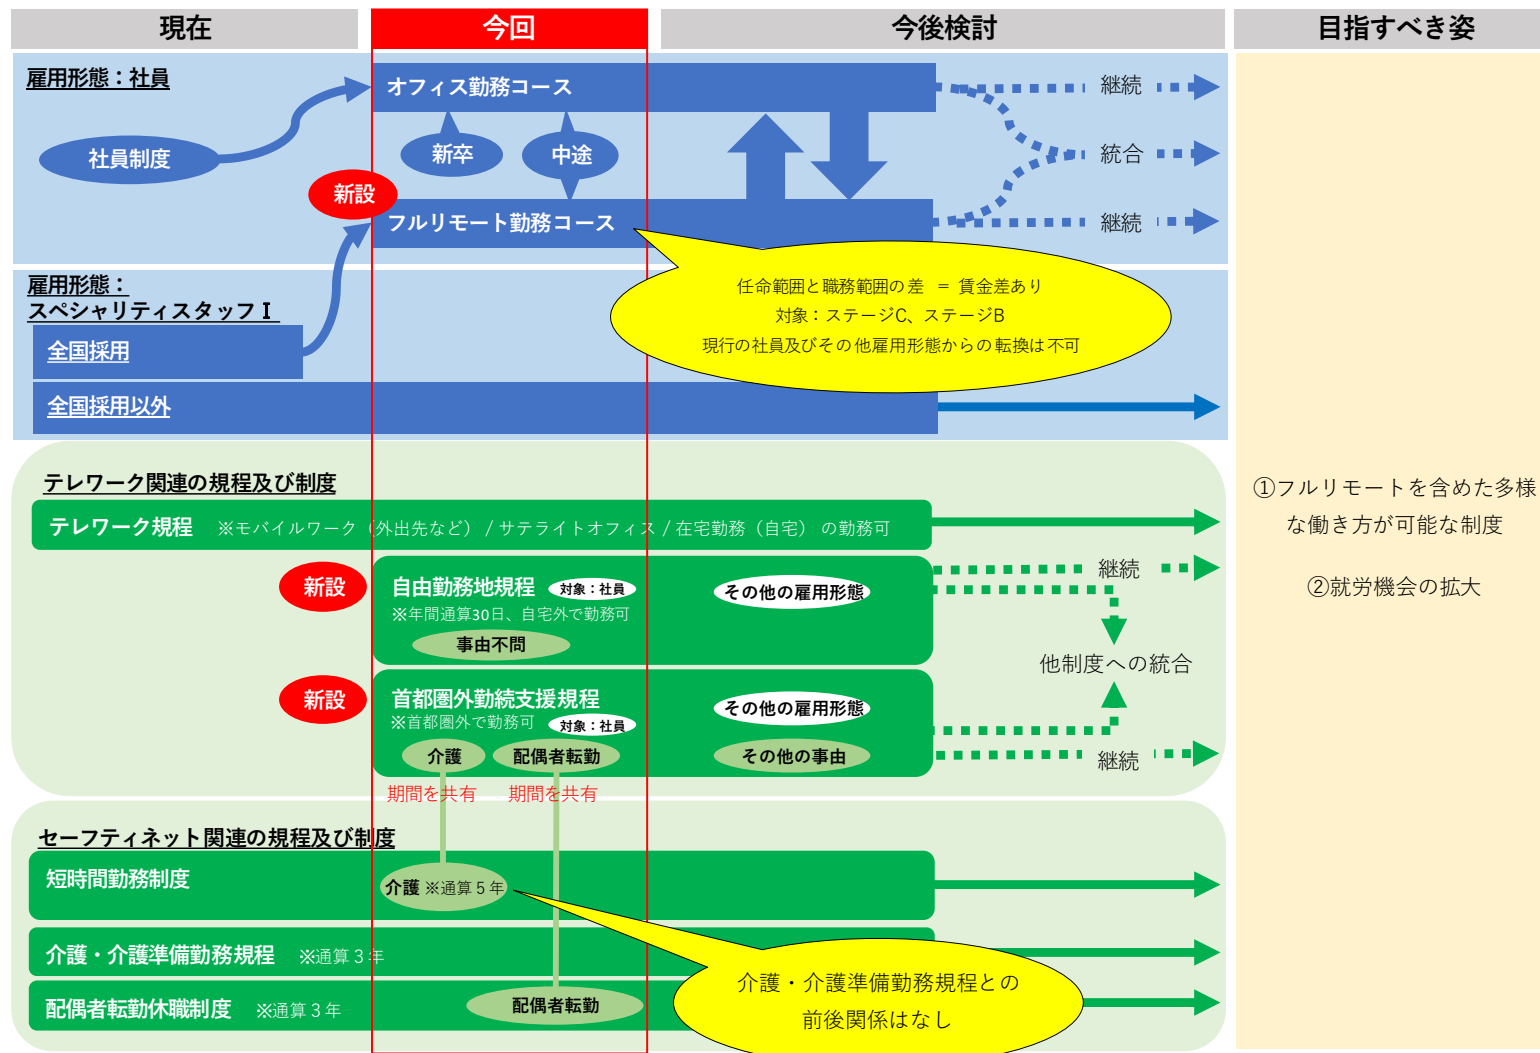 現在
今回
今後検討
目指すべき姿
雇用形態：社員
オフィス勤務コース
継続
社員制度
新卒
中途
統合
新設
フルリモート勤務コース
継続
雇用形態：
スペシャリティスタッフⅠ
任命範囲と職務範囲の差 ＝ 賃金差あり
対象：ステージC、ステージB
現行の社員及びその他雇用形態からの転換は不可
全国採用
全国採用以外
テレワーク関連の規程及び制度
テレワーク規程 ※モバイルワーク（外出先など） / サテライトオフィス / 在宅勤務（自宅） の勤務可
①フルリモートを含めた多様
な働き方が可能な制度
②就労機会の拡大
新設
自由勤務地規程 対象：社員
その他の雇用形態
継続
※年間通算30日、自宅外で勤務可
事由不問
他制度への統合
新設
首都圏外勤続支援規程
※首都圏外で勤務可 対象：社員
その他の雇用形態
介護
配偶者転勤
その他の事由
継続
期間を共有
期間を共有
セーフティネット関連の規程及び制度
短時間勤務制度
介護 ※通算５年
介護・介護準備勤務規程 ※通算３年
配偶者転勤休職制度 ※通算３年
配偶者転勤
介護・介護準備勤務規程との
前後関係はなし